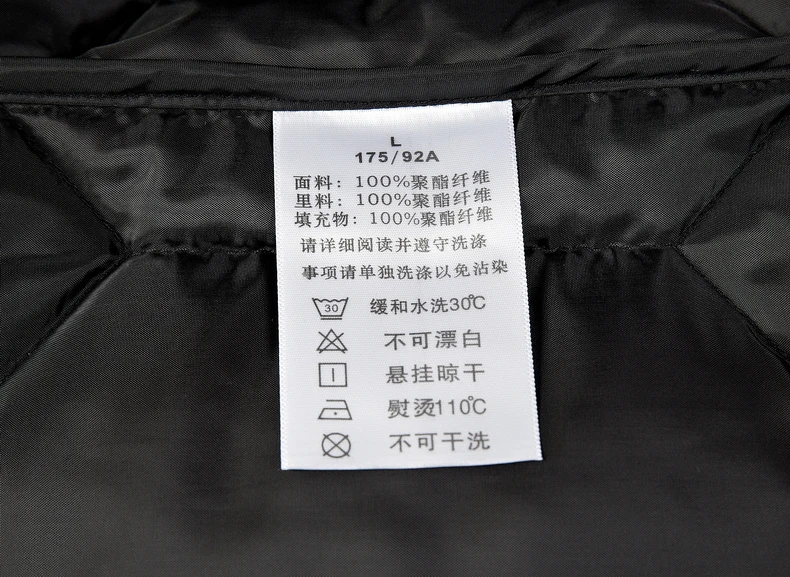 L
175/92A
面料：100%聚酯纤维
里料：100%聚酯纤维
填充物：100%聚酯纤维
请详细阅读并遵守洗涤
事项请单独洗涤以免沾染
30 缓和水洗30℃
不可漂白
悬挂晾干
熨烫110℃
不可干洗